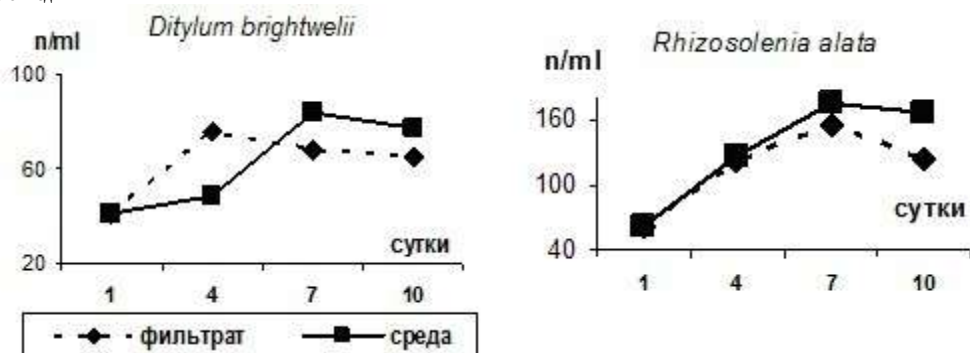 Ditylum brightwelii
n/ml
100
60
20
сутки
1 4 7 10
фильтрат среда
Rhizosolenia alata
n/ml
160
100
40
сутки
1 4 7 10